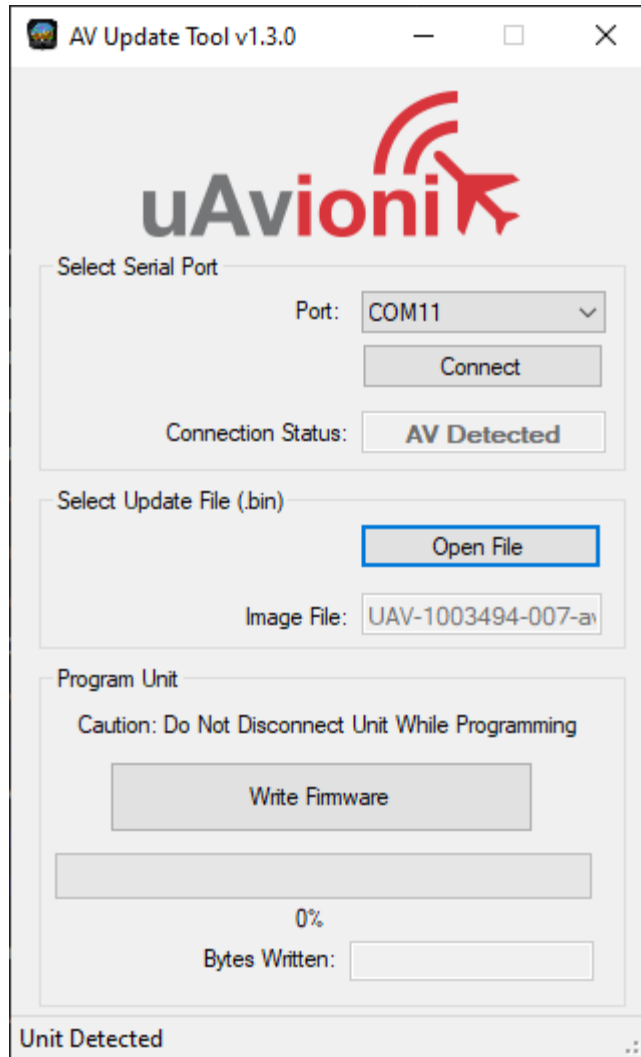 AV Update Tool v1.3.0
uAvioni
Select Serial Port
Port: COM11
Connect
Connection Status: AV Detected
Select Update File (.bin)
Open File
Image File: UAV-1003494-007-av
Program Unit
Caution: Do Not Disconnect Unit While Programming
Write Firmware
0%
Bytes Written:
Unit Detected